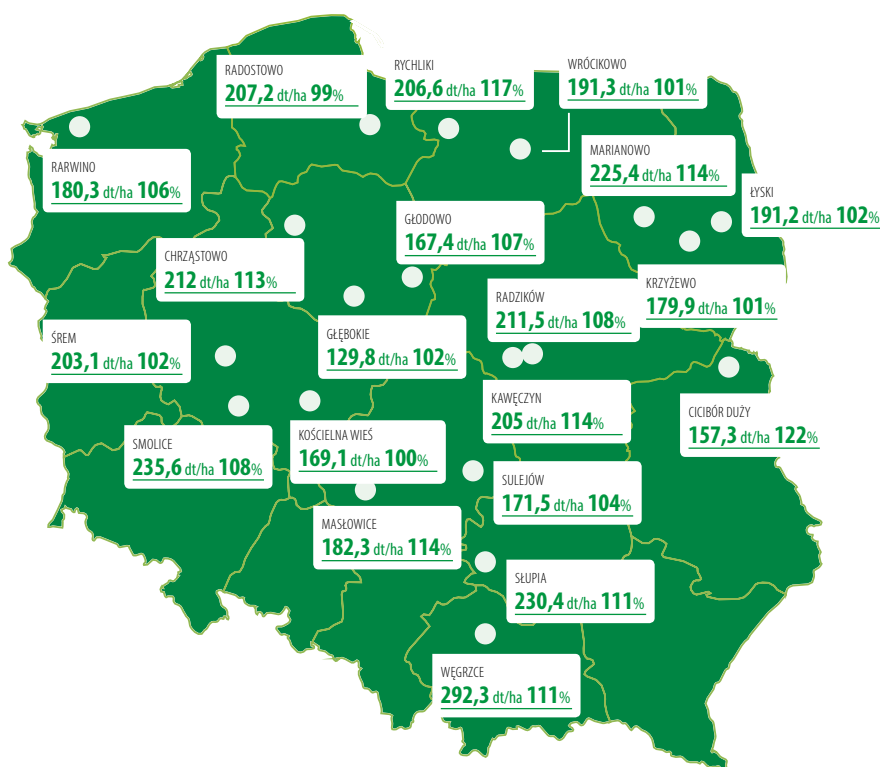 RADOSTOWO
207,2 dt/ha 99%
RYCHLIKI
206,6 dt/ha 117%
WRÓCIKOWO
191,3 dt/ha 101%
RARWINO
180,3 dt/ha 106%
MARIANOWO
225,4 dt/ha 114%
ŁYSKI
191,2 dt/ha 102%
GŁODOWO
167,4 dt/ha 107%
CHRZĄSTOWO
212 dt/ha 113%
KRZYŻEWO
179,9 dt/ha 101%
RADZIKÓW
211,5 dt/ha 108%
ŚREM
203,1 dt/ha 102%
GŁĘBOKIE
129,8 dt/ha 102%
KAWĘCZYN
205 dt/ha 114%
CICIBÓR DUŻY
157,3 dt/ha 122%
SMOLICE
235,6 dt/ha 108%
KOŚCIELNA WIEŚ
169,1 dt/ha 100%
SULEJÓW
171,5 dt/ha 104%
MASŁOWICE
182,3 dt/ha 114%
SŁUPIA
230,4 dt/ha 111%
WĘGRZCE
292,3 dt/ha 111%